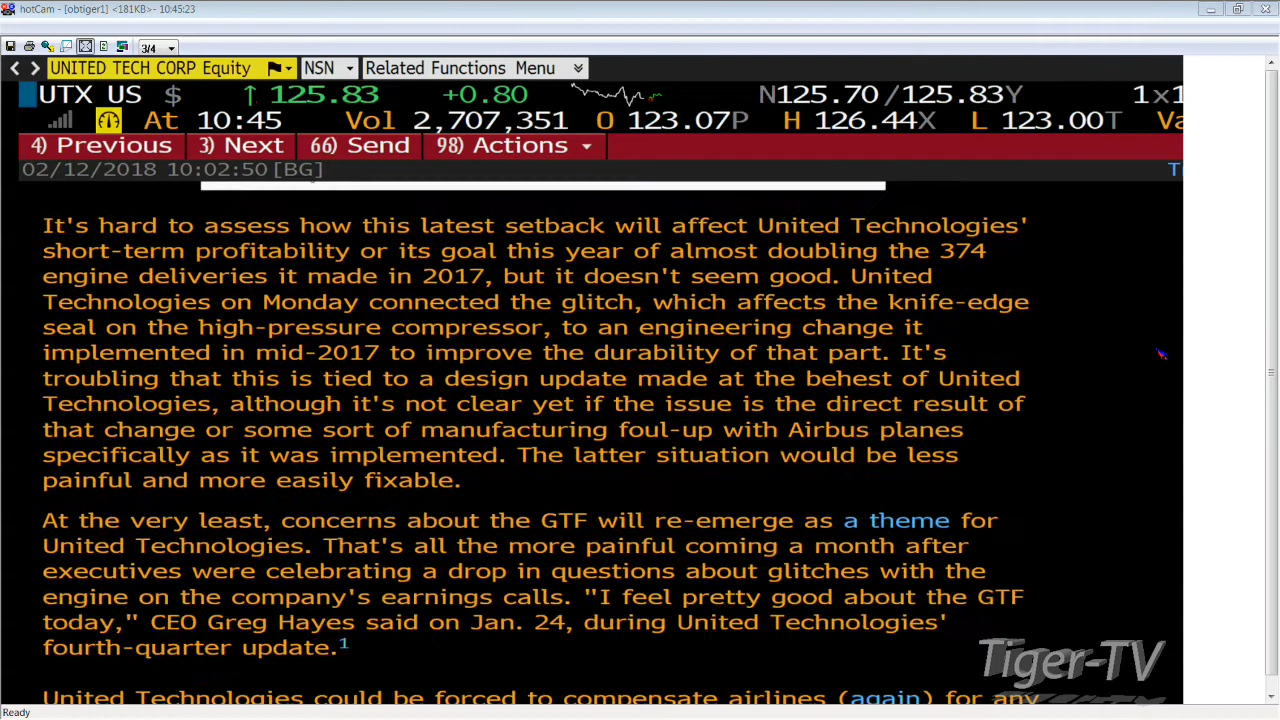 hotCam - [obtiger1] <181KB> - 10:45:23
3/4
UNITED TECH CORP Equity NSN Related Functions Menu
UTX US $ ↑ 125.83 +0.80 N125.70 /125.83Y 1x1
At 10:45 Vol 2,707,351 O 123.07P H 126.44X L 123.00T Va
4) Previous 3) Next 66) Send 98) Actions
02/12/2018 10:02:50 [BG]
It's hard to assess how this latest setback will affect United Technologies'
short-term profitability or its goal this year of almost doubling the 374
engine deliveries it made in 2017, but it doesn't seem good. United
Technologies on Monday connected the glitch, which affects the knife-edge
seal on the high-pressure compressor, to an engineering change it
implemented in mid-2017 to improve the durability of that part. It's
troubling that this is tied to a design update made at the behest of United
Technologies, although it's not clear yet if the issue is the direct result of
that change or some sort of manufacturing foul-up with Airbus planes
specifically as it was implemented. The latter situation would be less
painful and more easily fixable.
At the very least, concerns about the GTF will re-emerge as a theme for
United Technologies. That's all the more painful coming a month after
executives were celebrating a drop in questions about glitches with the
engine on the company's earnings calls. "I feel pretty good about the GTF
today," CEO Greg Hayes said on Jan. 24, during United Technologies'
fourth-quarter update.1
Tiger-TV
United Technologies could be forced to compensate airlines (again) for any
Ready